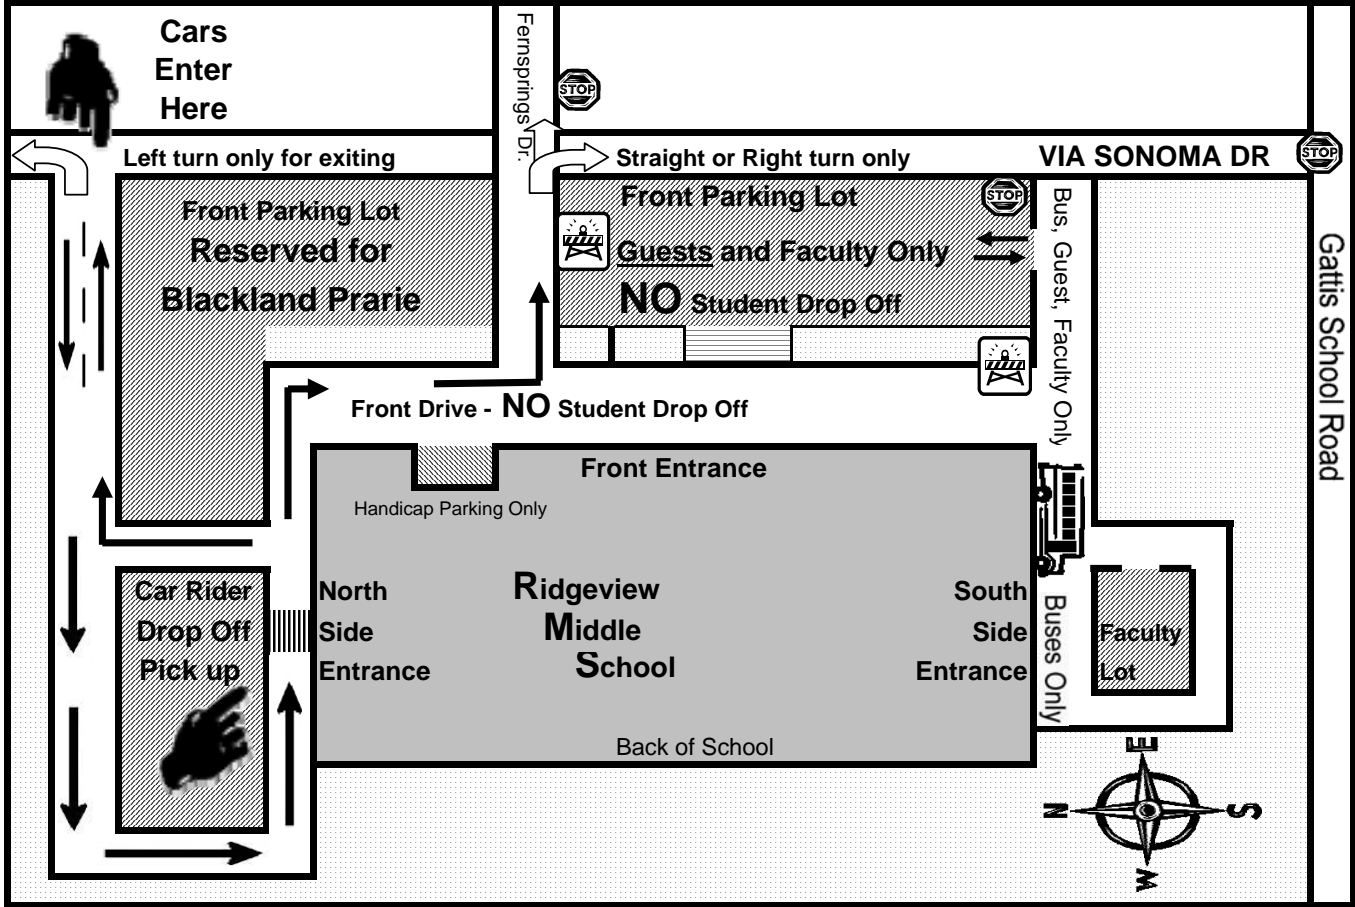 Cars
Enter
Here
Fernsprings Dr.
STOP
Left turn only for exiting
Straight or Right turn only
VIA SONOMA DR
STOP
Front Parking Lot
Reserved for
Blackland Prarie
Front Parking Lot
Guests and Faculty Only
NO Student Drop Off
STOP
Bus, Guest, Faculty Only
Gattis School Road
Front Drive - NO Student Drop Off
Front Entrance
Handicap Parking Only
Car Rider
Drop Off
Pick up
North
Side
Entrance
Ridgeview
Middle
School
South
Side
Entrance
Buses Only
Faculty
Lot
Back of School
E
N
S
W